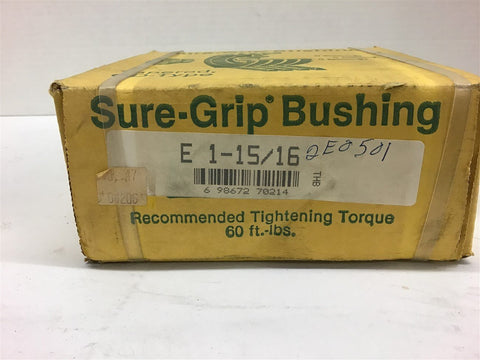 Sure-Grip® Bushing
E 1-15/16
2E0501
THB
6 98672 70214
Recommended Tightening Torque
60 ft.-lbs.